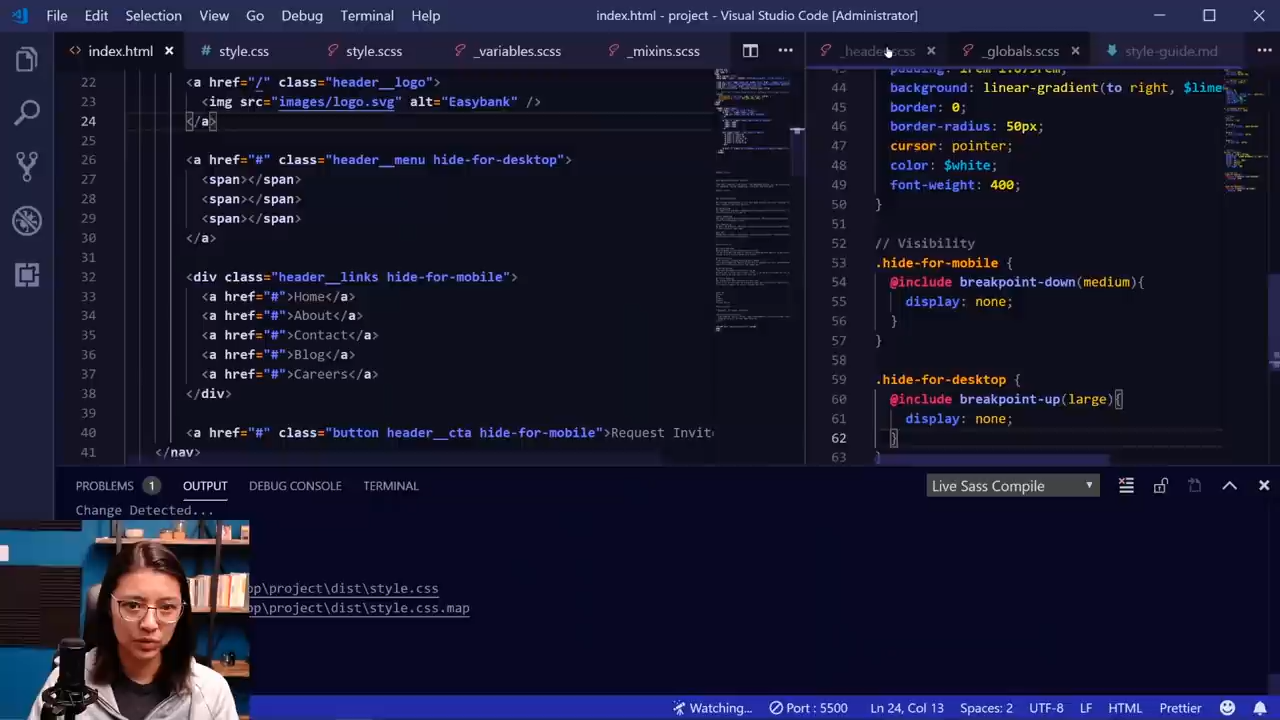 File Edit Selection View Go Debug Terminal Help index.html - project - Visual Studio Code [Administrator]
<> index.html × # style.css style.scss _variables.scss _mixins.scss ••• _header.scss × _globals.scss × style-guide.md •••
22 <a href="/" class="header__logo">
23 <img src="images/logo.svg" alt="Easybank" />
24 </a>
25
26 <a href="#" class="header__menu hide-for-desktop">
27 <span></span>
28 <span></span>
29 <span></span>
30 </a>
31
32 <div class="header__links hide-for-mobile">
33 <a href="#">Home</a>
34 <a href="#">About</a>
35 <a href="#">Contact</a>
36 <a href="#">Blog</a>
37 <a href="#">Careers</a>
38 </div>
39
40 <a href="#" class="button header__cta hide-for-mobile">Request Invit
41 </nav>
44 background: linear-gradient(to right, $lime
45 border: 0;
46 border-radius: 50px;
47 cursor: pointer;
48 color: $white;
49 font-weight: 400;
50 }
51
52 // Visibility
53 .hide-for-mobile {
54 @include breakpoint-down(medium){
55 display: none;
56 }
57 }
58
59 .hide-for-desktop {
60 @include breakpoint-up(large){
61 display: none;
62 }
63 }
PROBLEMS 1 OUTPUT DEBUG CONSOLE TERMINAL Live Sass Compile
Change Detected...
op\project\dist\style.css
op\project\dist\style.css.map
Watching... Port : 5500 Ln 24, Col 13 Spaces: 2 UTF-8 LF HTML Prettier